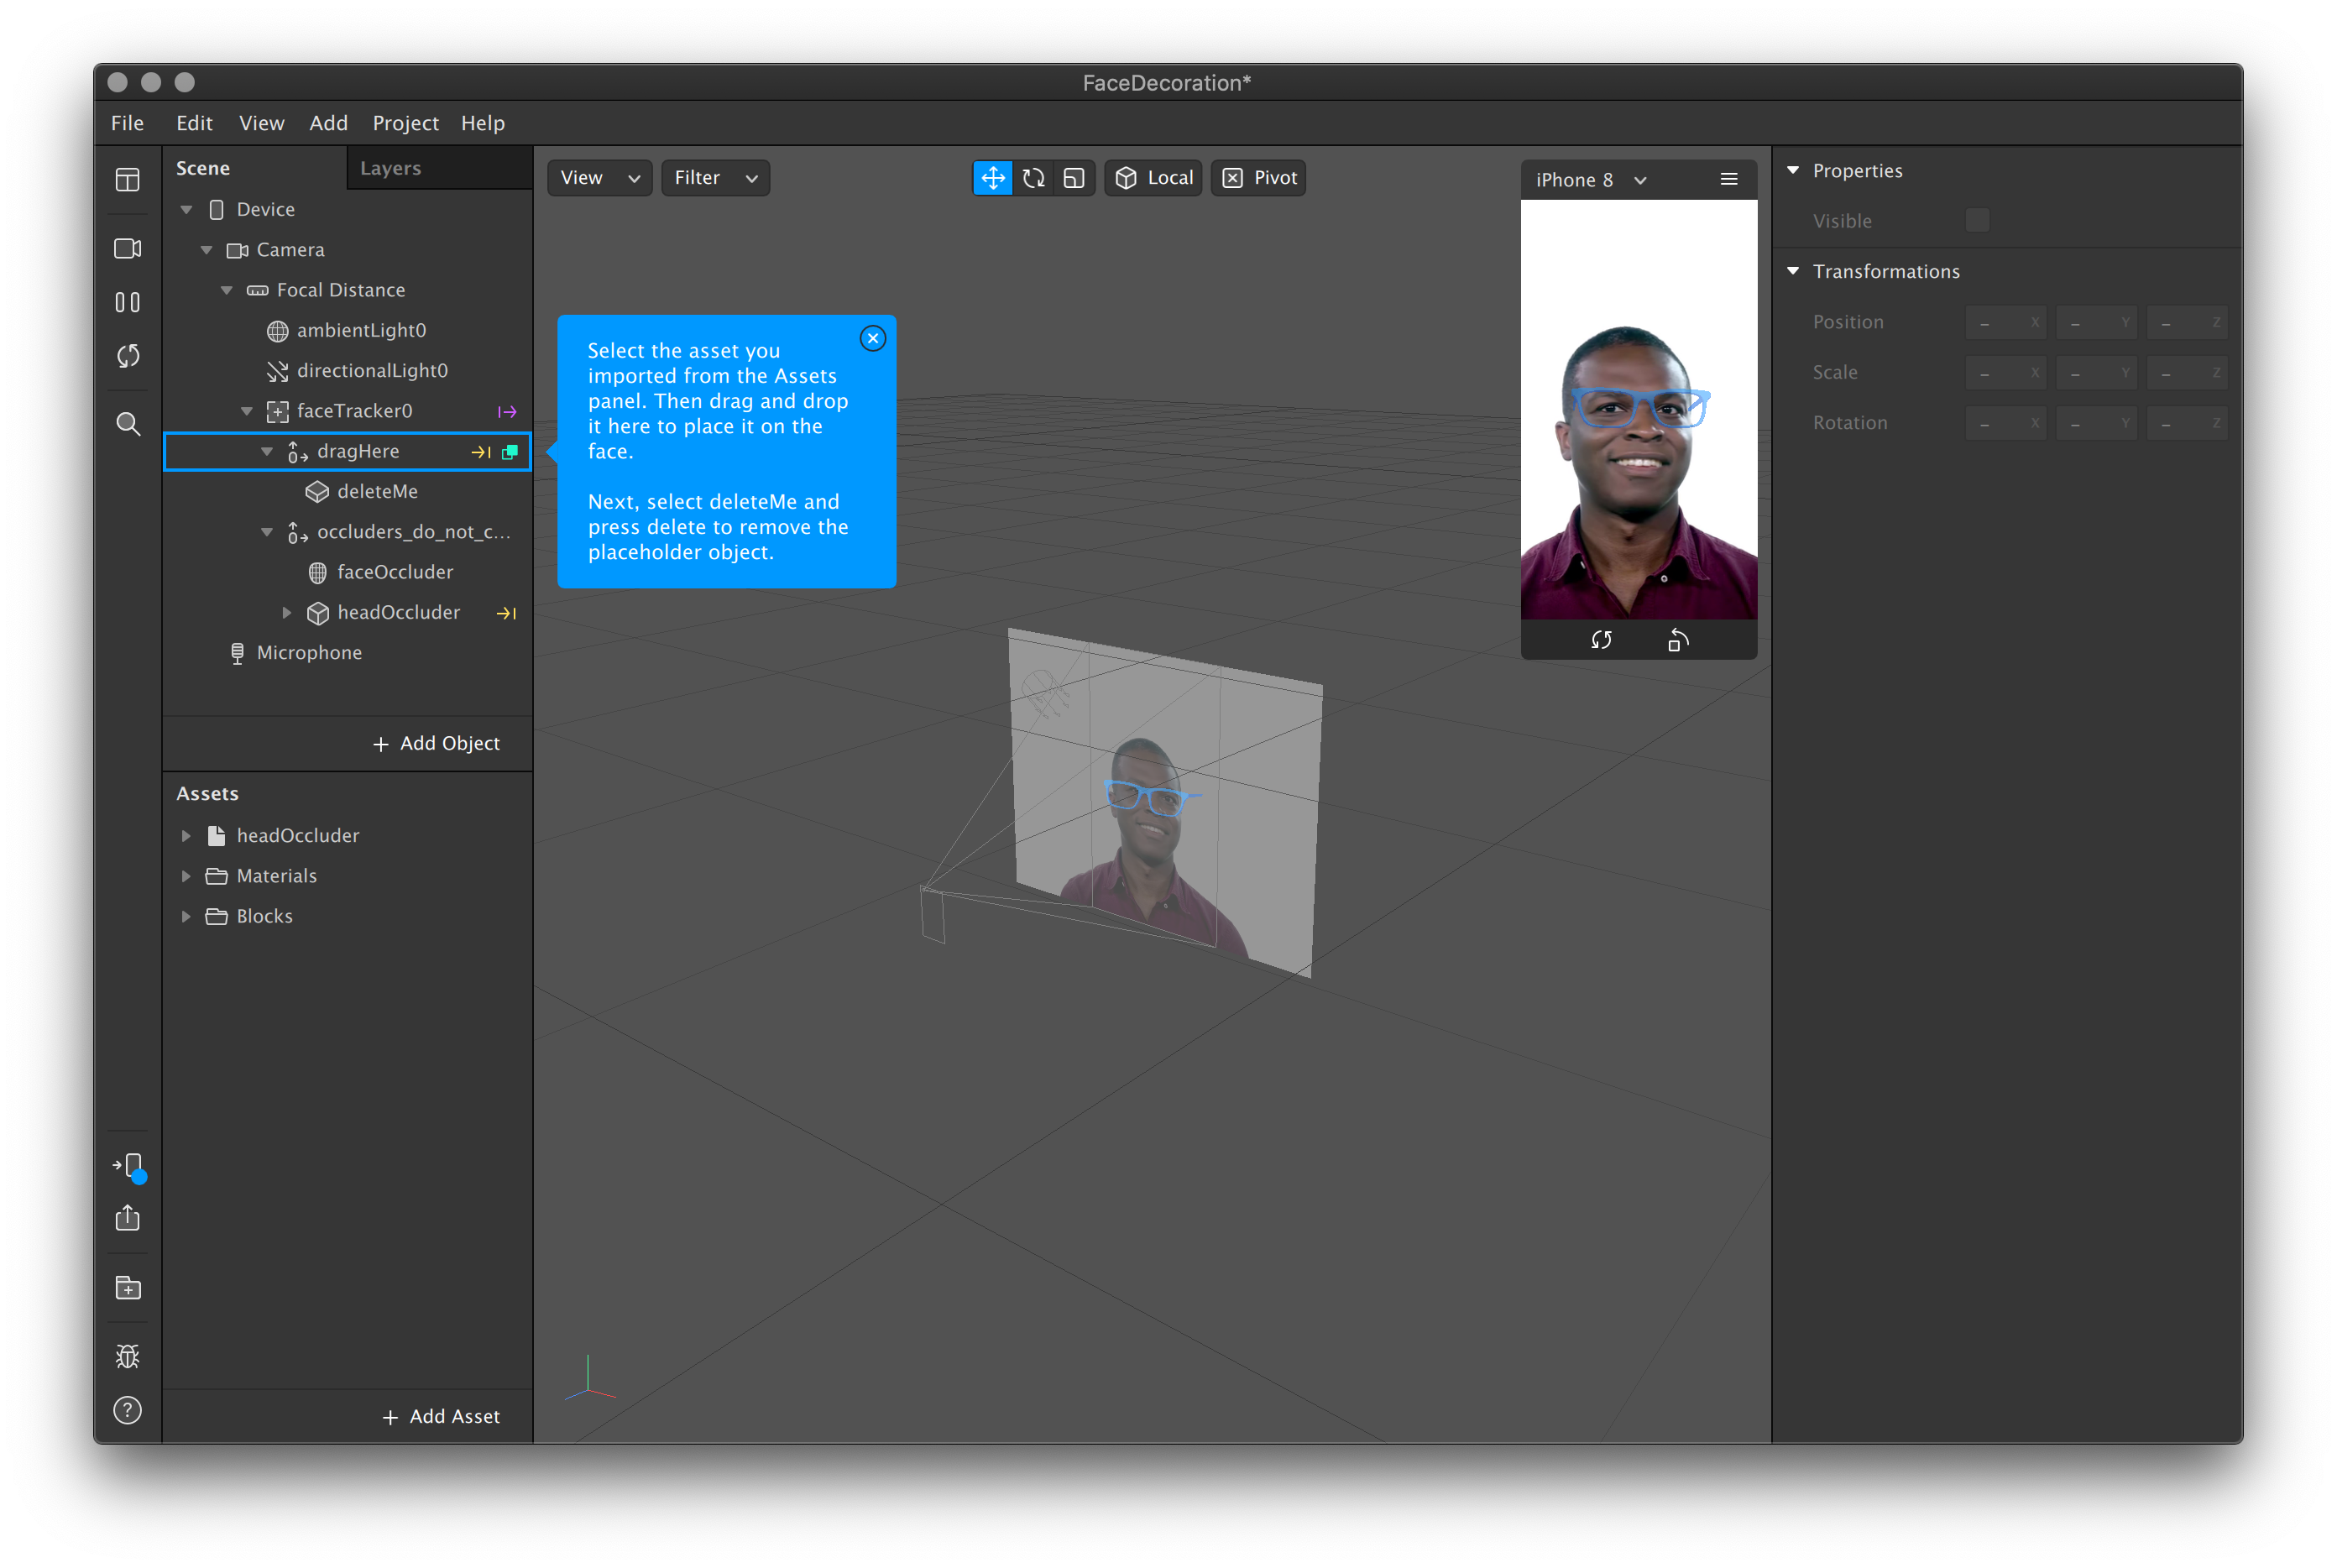 FaceDecoration*
File Edit View Add Project Help
Scene Layers
Device
Camera
Focal Distance
ambientLight0
directionalLight0
faceTracker0
dragHere
deleteMe
occluders_do_not_c...
faceOccluder
headOccluder
Microphone
+ Add Object
Assets
headOccluder
Materials
Blocks
+ Add Asset
View Filter Local Pivot
Select the asset you
imported from the Assets
panel. Then drag and drop
it here to place it on the
face.
Next, select deleteMe and
press delete to remove the
placeholder object.
iPhone 8
Properties
Visible
Transformations
Position – X – Y – Z
Scale – X – Y – Z
Rotation – X – Y – Z